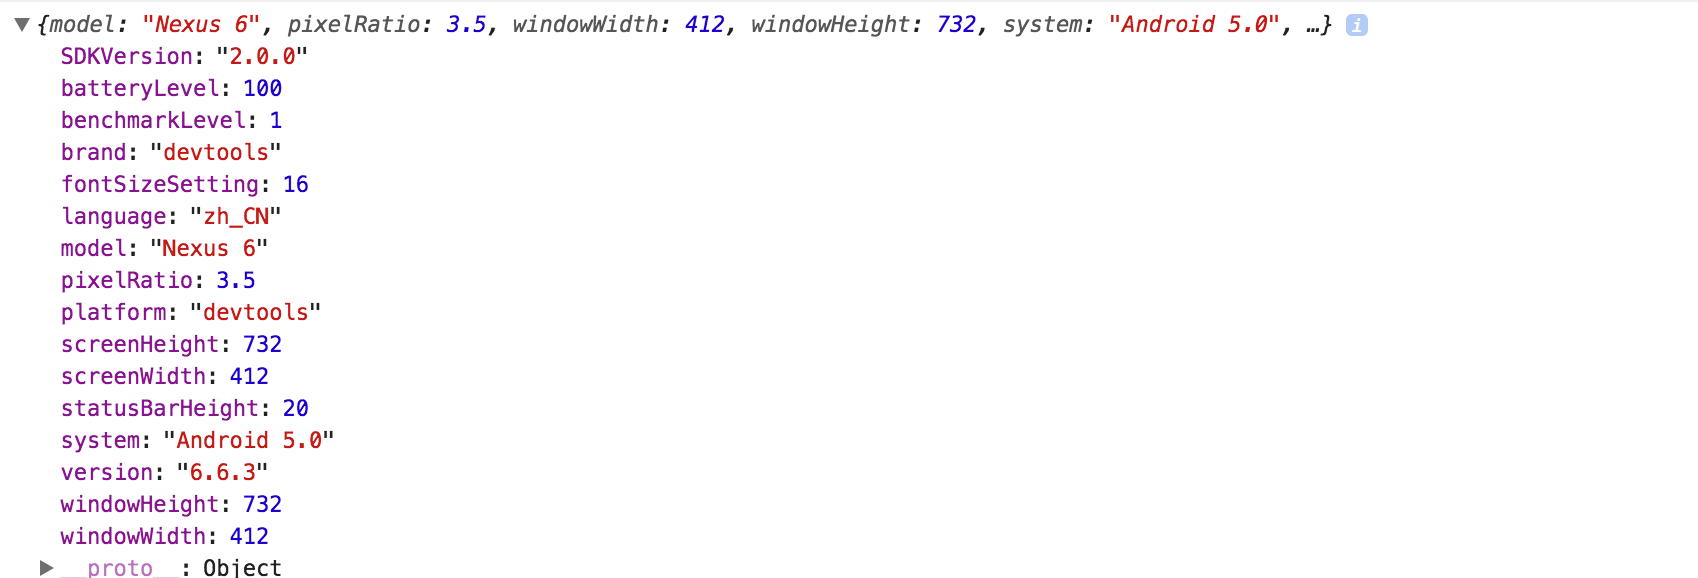 {model: "Nexus 6", pixelRatio: 3.5, windowWidth: 412, windowHeight: 732, system: "Android 5.0", …} i
SDKVersion: "2.0.0"
batteryLevel: 100
benchmarkLevel: 1
brand: "devtools"
fontSizeSetting: 16
language: "zh_CN"
model: "Nexus 6"
pixelRatio: 3.5
platform: "devtools"
screenHeight: 732
screenWidth: 412
statusBarHeight: 20
system: "Android 5.0"
version: "6.6.3"
windowHeight: 732
windowWidth: 412
__proto__: Object